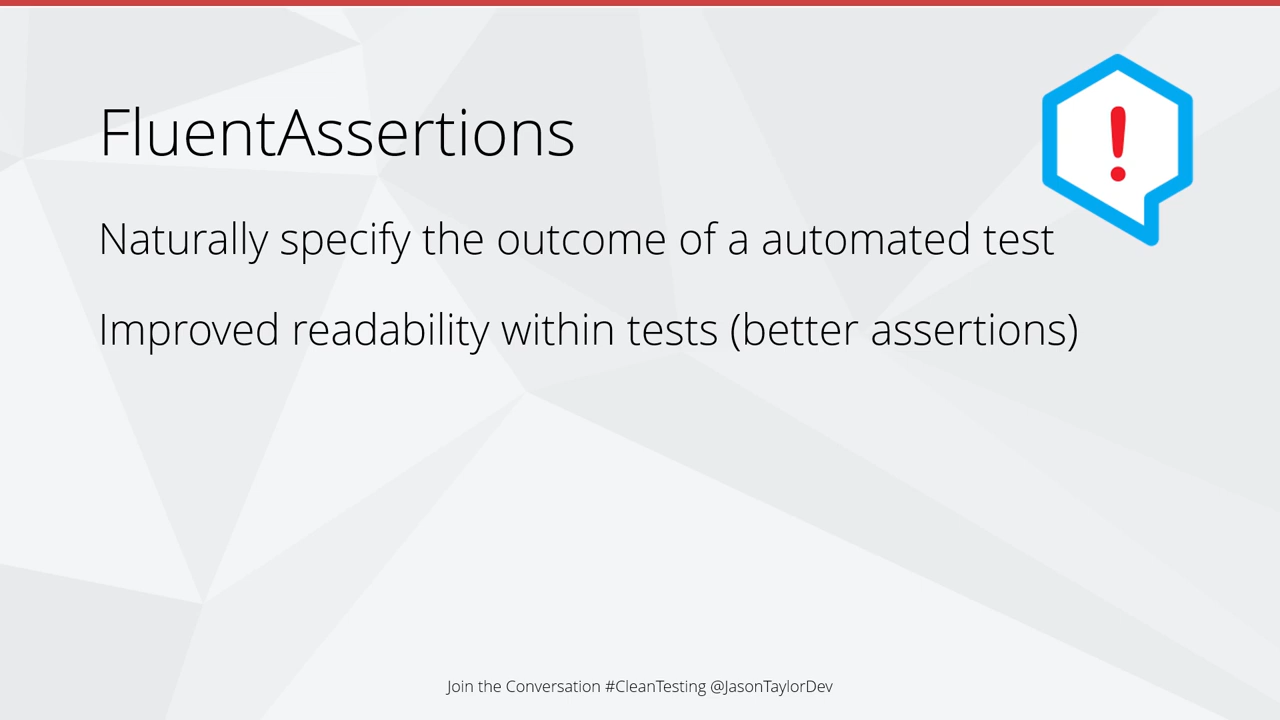 FluentAssertions
Naturally specify the outcome of a automated test
Improved readability within tests (better assertions)
Join the Conversation #CleanTesting @JasonTaylorDev